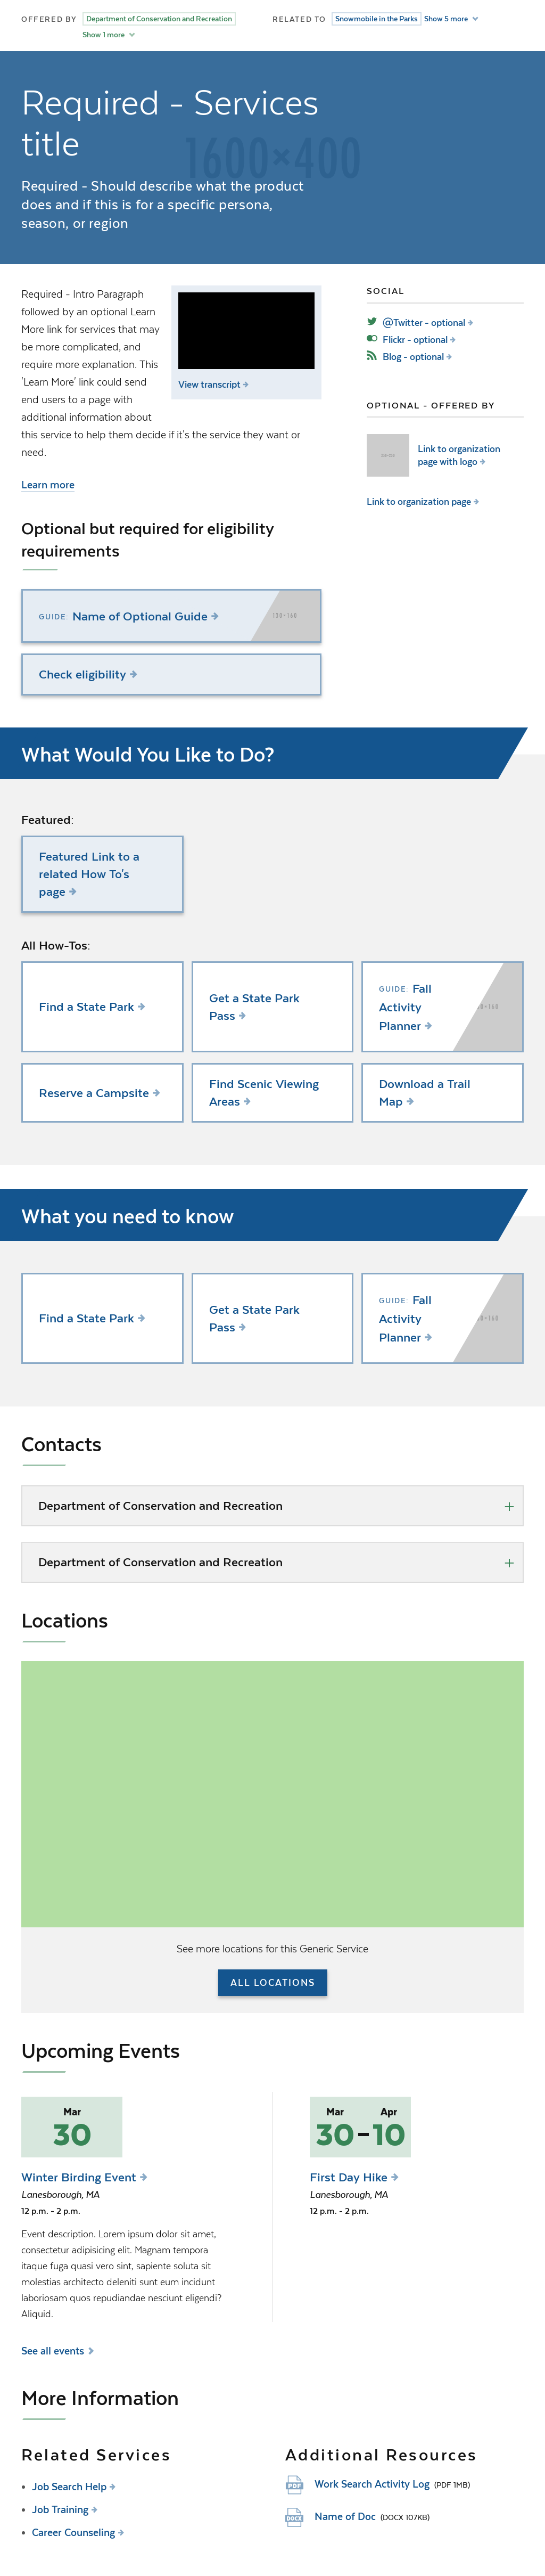 OFFERED BY Department of Conservation and Recreation
Show 1 more
RELATED TO Snowmobile in the Parks Show 5 more
Required - Services
title
1600×400
Required - Should describe what the product
does and if this is for a specific persona,
season, or region
Required - Intro Paragraph
followed by an optional Learn
More link for services that may
be more complicated, and
require more explanation. This
'Learn More' link could send
end users to a page with
additional information about
this service to help them decide if it's the service they want or
need.
View transcript
Learn more
SOCIAL
@Twitter - optional
Flickr - optional
Blog - optional
OPTIONAL - OFFERED BY
Link to organization
page with logo
Link to organization page
Optional but required for eligibility
requirements
GUIDE: Name of Optional Guide
Check eligibility
What Would You Like to Do?
Featured:
Featured Link to a
related How To's
page
All How-Tos:
Find a State Park
Get a State Park
Pass
GUIDE: Fall
Activity
Planner
Reserve a Campsite
Find Scenic Viewing
Areas
Download a Trail
Map
What you need to know
Find a State Park
Get a State Park
Pass
GUIDE: Fall
Activity
Planner
Contacts
Department of Conservation and Recreation
Department of Conservation and Recreation
Locations
See more locations for this Generic Service
ALL LOCATIONS
Upcoming Events
Mar
30
Winter Birding Event
Lanesborough, MA
12 p.m. - 2 p.m.
Event description. Lorem ipsum dolor sit amet,
consectetur adipisicing elit. Magnam tempora
itaque fuga quasi vero sint, sapiente soluta sit
molestias architecto deleniti sunt eum incidunt
laboriosam quos repudiandae nesciunt eligendi?
Aliquid.
Mar Apr
30-10
First Day Hike
Lanesborough, MA
12 p.m. - 2 p.m.
See all events
More Information
Related Services
Job Search Help
Job Training
Career Counseling
Additional Resources
PDF Work Search Activity Log (PDF 1MB)
DOCX Name of Doc (DOCX 107KB)